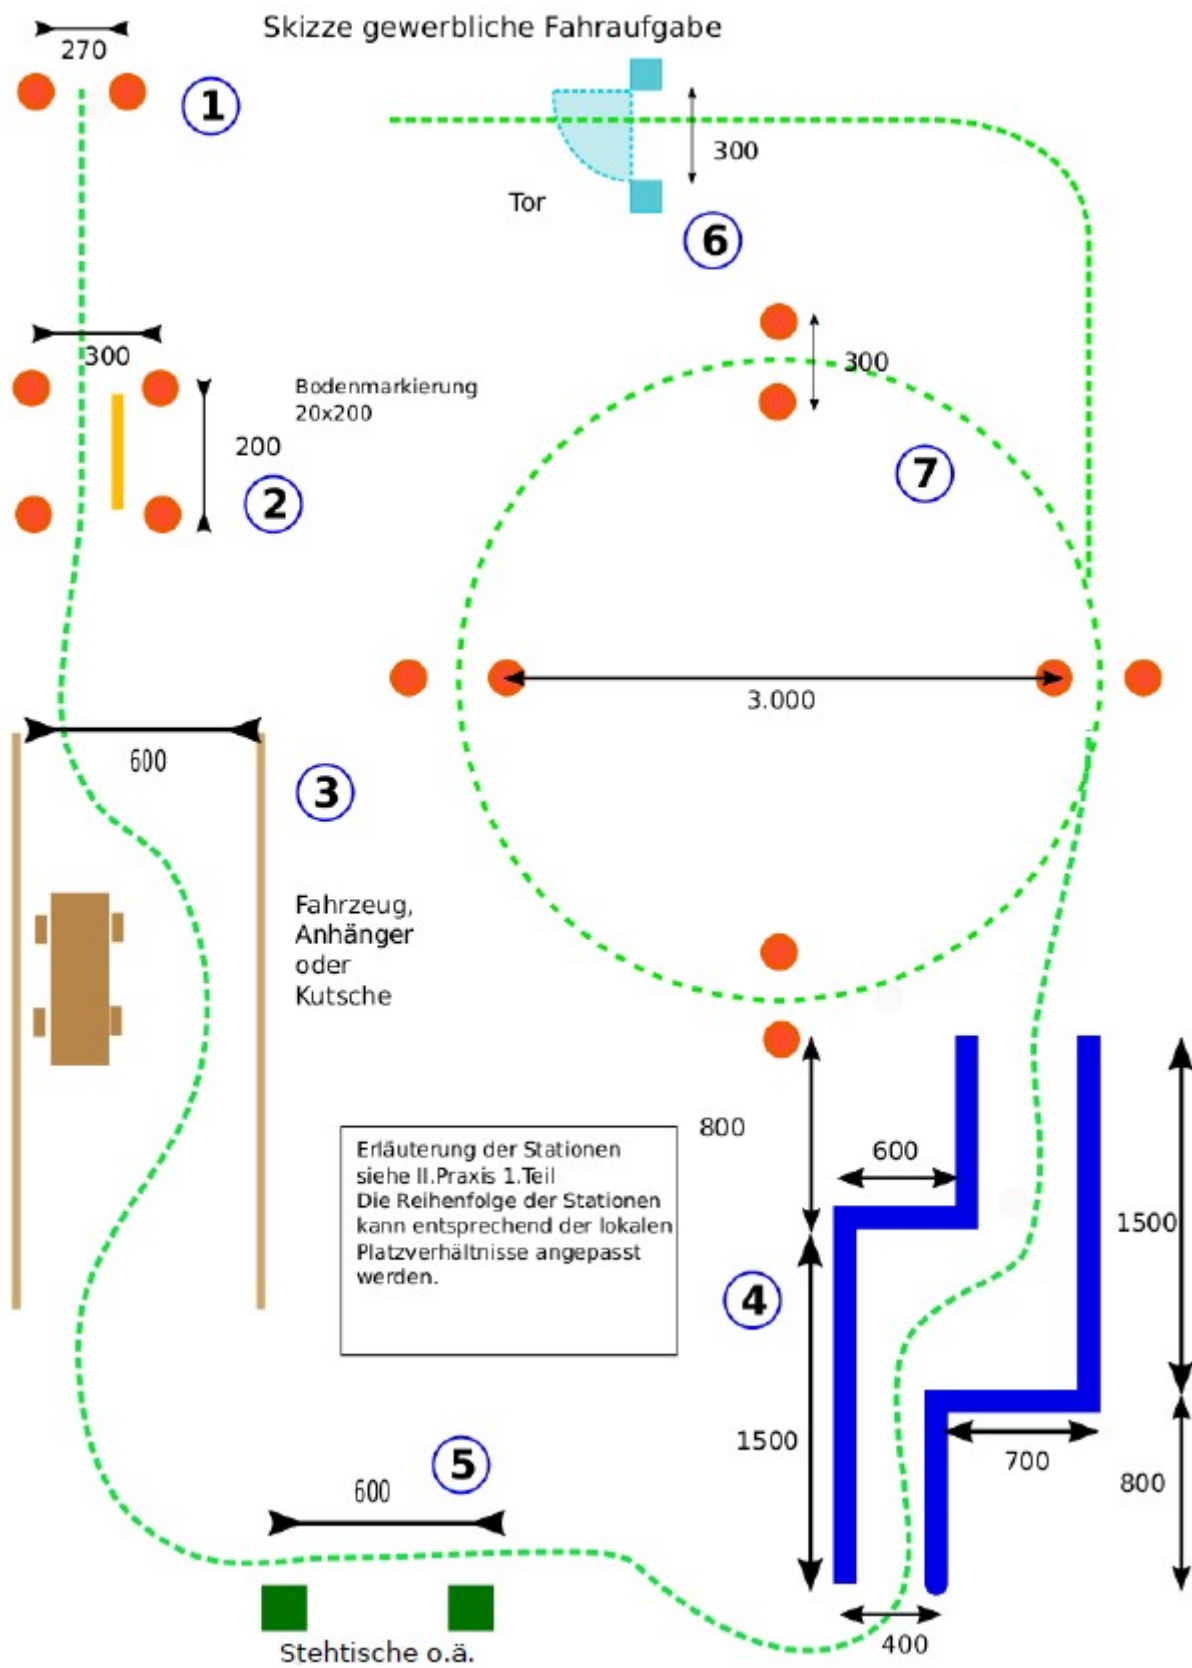 Skizze gewerbliche Fahraufgabe
270
1
300
Tor
6
300
300
Bodenmarkierung
20x200
200
2
7
3.000
600
3
Fahrzeug,
Anhänger
oder
Kutsche
800
600
1500
Erläuterung der Stationen
siehe II.Praxis 1.Teil
Die Reihenfolge der Stationen
kann entsprechend der lokalen
Platzverhältnisse angepasst
werden.
4
1500
700
800
5
600
400
Stehtische o.ä.